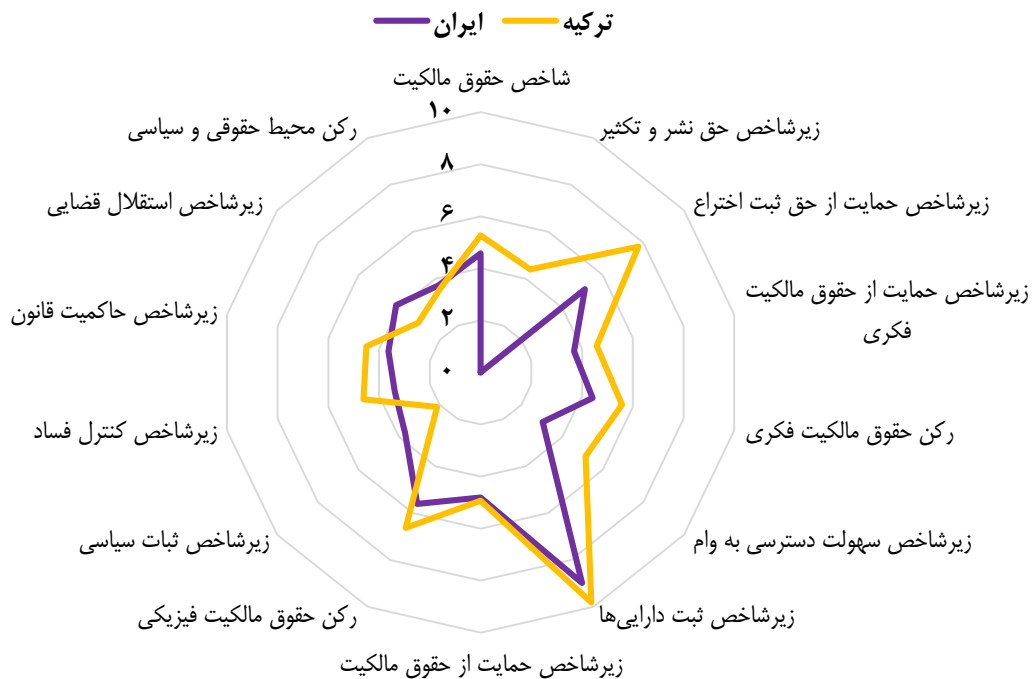 ایران
ترکیه
شاخص حقوق مالکیت
زیرشاخص حق نشر و تکثیر
زیرشاخص حمایت از حق ثبت اختراع
زیرشاخص حمایت از حقوق مالکیت
فکری
رکن حقوق مالکیت فکری
زیرشاخص سهولت دسترسی به وام
زیرشاخص ثبت دارایی‌ها
زیرشاخص حمایت از حقوق مالکیت
رکن حقوق مالکیت فیزیکی
زیرشاخص ثبات سیاسی
زیرشاخص کنترل فساد
زیرشاخص حاکمیت قانون
زیرشاخص استقلال قضایی
رکن محیط حقوقی و سیاسی
۱۰
۸
۶
۴
۲
۰